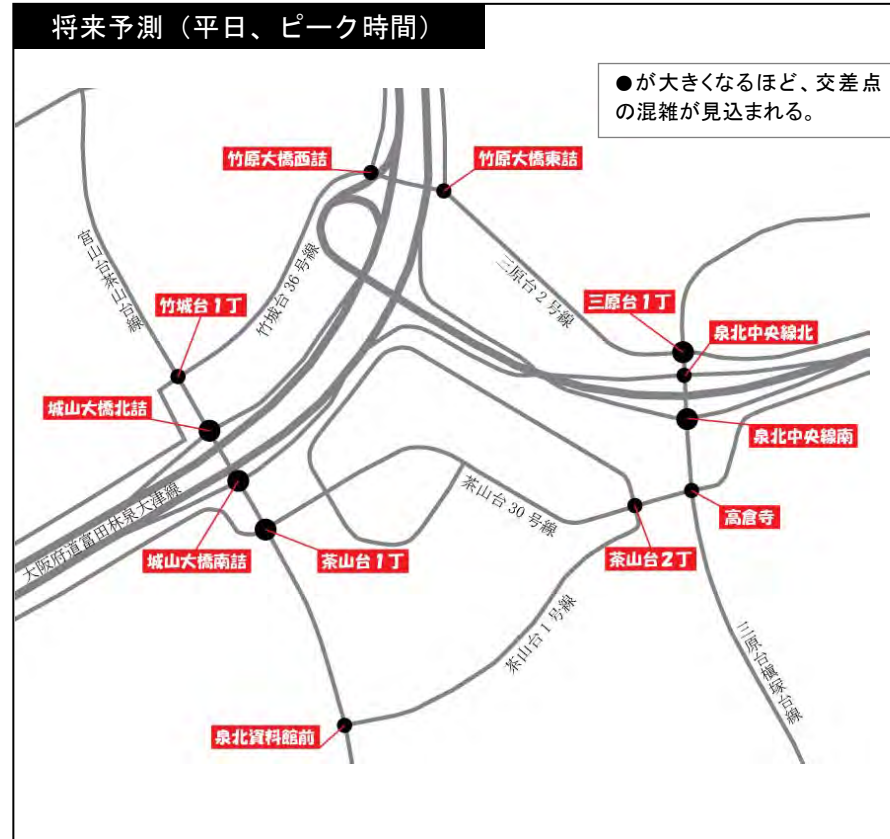 将来予測（平日、ピーク時間）
●が大きくなるほど、交差点
の混雑が見込まれる。
竹原大橋西詰
竹原大橋東詰
宮山台茶山台線
竹城台36号線
三原台2号線
竹城台1丁
三原台1丁
泉北中央線北
城山大橋北詰
泉北中央線南
大阪府道富田林泉大津線
茶山台30号線
高倉寺
城山大橋南詰
茶山台1丁
茶山台2丁
茶山台1号線
三原台槇塚台線
泉北資料館前